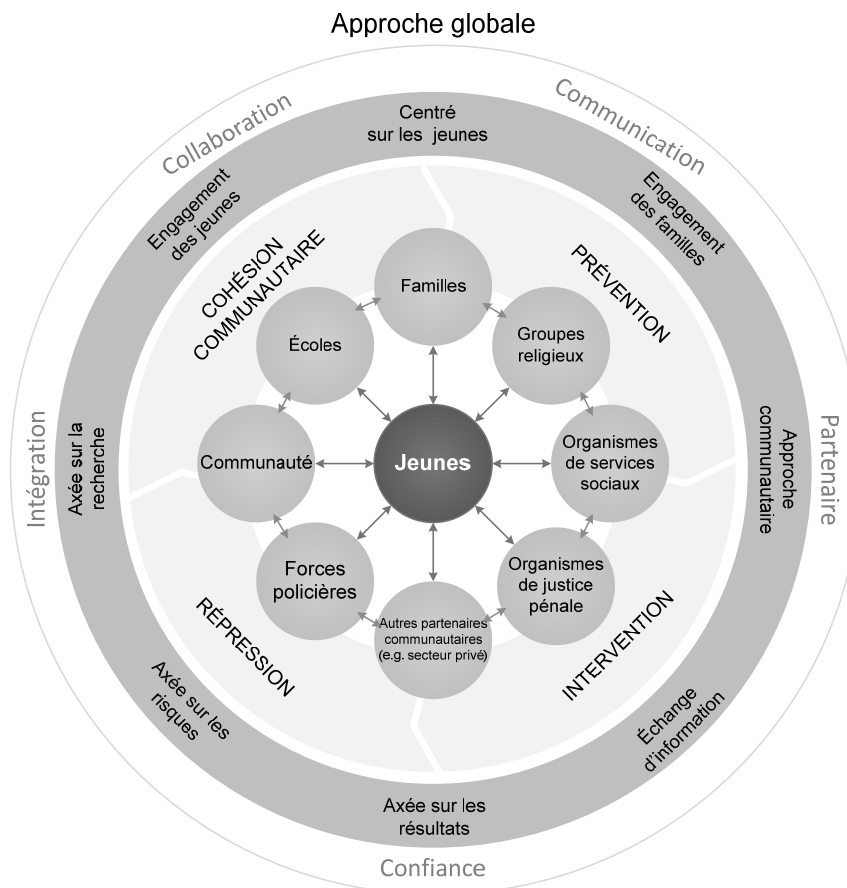 Approche globale
Collaboration
Communication
Partenaire
Confiance
Intégration
Centré
sur les jeunes
Engagement
des familles
Approche
communautaire
Échange
d'information
Axée sur les
résultats
Axée sur les
risques
Axée sur la
recherche
Engagement
des jeunes
COHÉSION
COMMUNAUTAIRE
PRÉVENTION
INTERVENTION
RÉPRESSION
Familles
Groupes
religieux
Organismes
de services
sociaux
Organismes
de justice
pénale
Autres partenaires
communautaires
(e.g. secteur privé)
Forces
policières
Communauté
Écoles
Jeunes